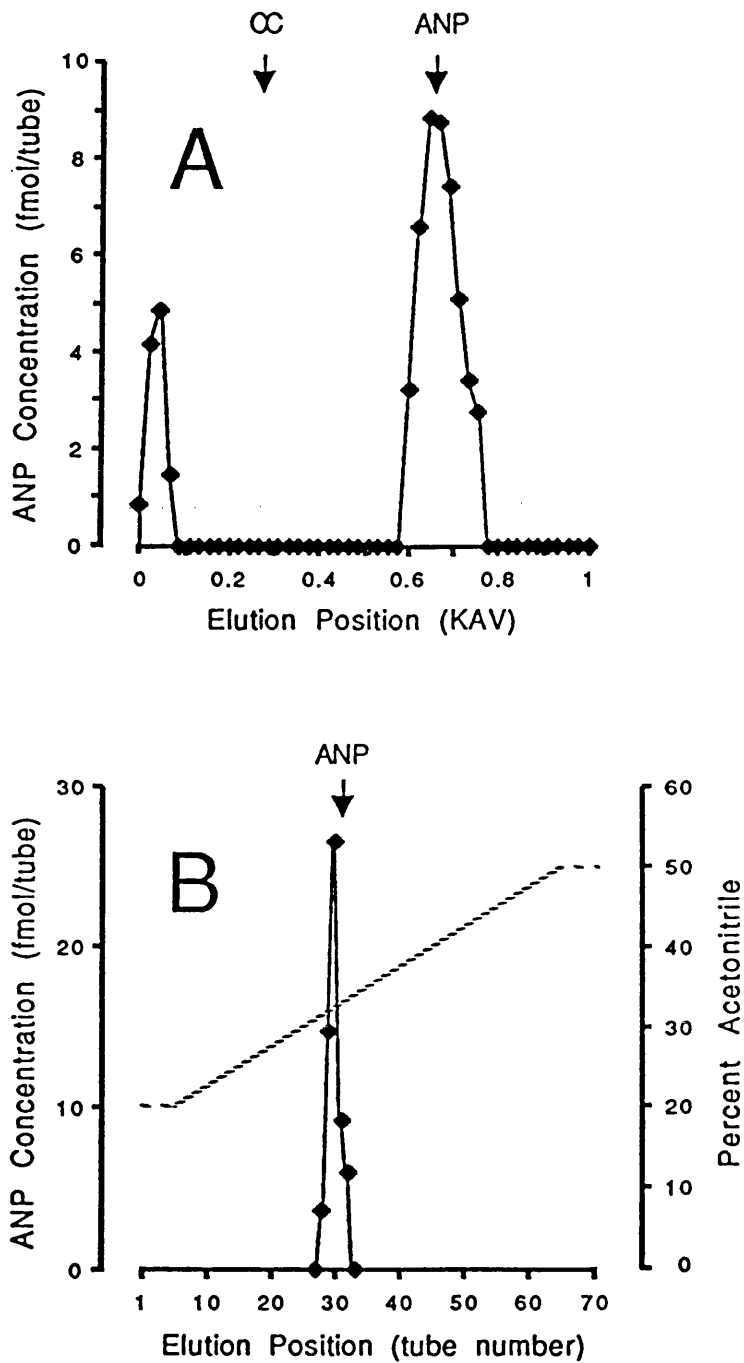 CC ANP
A
ANP Concentration (fmol/tube)
10
8
6
4
2
0
0 0.2 0.4 0.6 0.8 1
Elution Position (KAV)
ANP
B
ANP Concentration (fmol/tube)
30
20
10
0
60
50
40
30
20
10
0
Percent Acetonitrile
1 10 20 30 40 50 60 70
Elution Position (tube number)